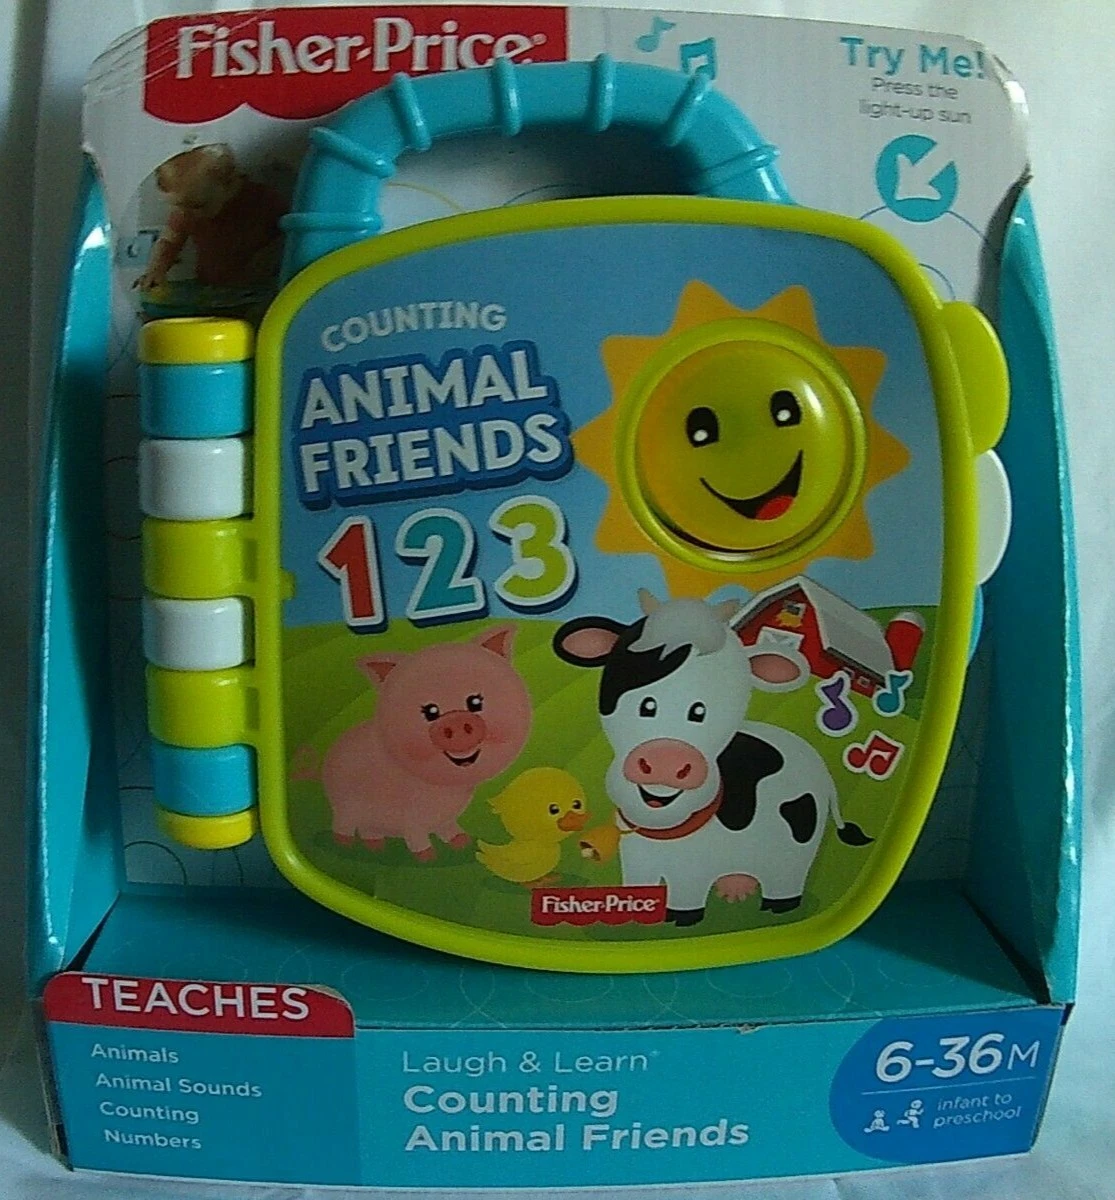 Fisher-Price®
Try Me!
Press the
light-up sun
COUNTING
ANIMAL
FRIENDS
123
Fisher-Price
TEACHES
Animals
Animal Sounds
Counting
Numbers
Laugh & Learn®
Counting
Animal Friends
6-36M
infant to
preschool